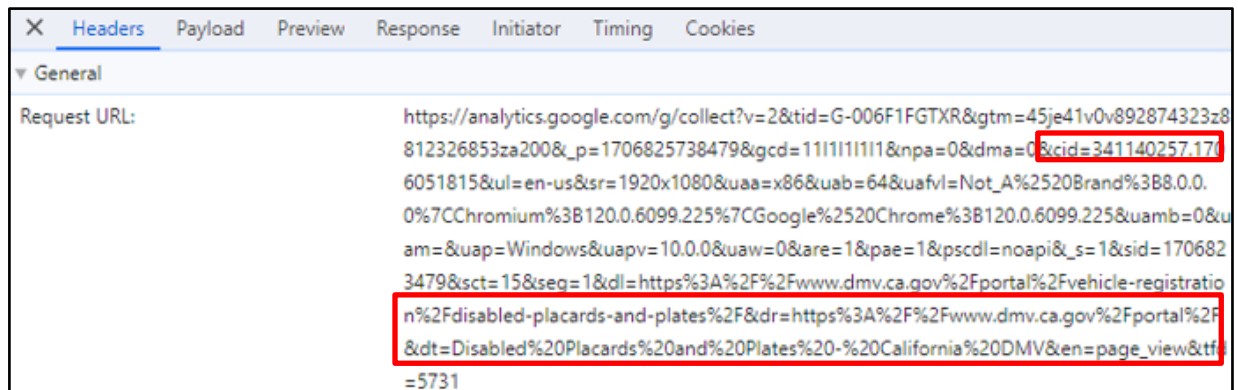 Headers Payload Preview Response Initiator Timing Cookies
General
Request URL: https://analytics.google.com/g/collect?v=2&tid=G-006F1FGTXR&gtm=45je41v0v892874323z8
812326853za200&_p=1706825738479&gcd=11l1l1l1l1&npa=0&dma=0&cid=341140257.170
6051815&ul=en-us&sr=1920x1080&uaa=x86&uab=64&uafvl=Not_A%2520Brand%3B8.0.0.
0%7CChromium%3B120.0.6099.225%7CGoogle%2520Chrome%3B120.0.6099.225&uamb=0&u
am=&uap=Windows&uapv=10.0.0&uaw=0&are=1&pae=1&pscdl=noapi&_s=1&sid=170682
3479&sct=15&seg=1&dl=https%3A%2F%2Fwww.dmv.ca.gov%2Fportal%2Fvehicle-registratio
n%2Fdisabled-placards-and-plates%2F&dr=https%3A%2F%2Fwww.dmv.ca.gov%2Fportal%2F
&dt=Disabled%20Placards%20and%20Plates%20-%20California%20DMV&en=page_view&tfd
=5731